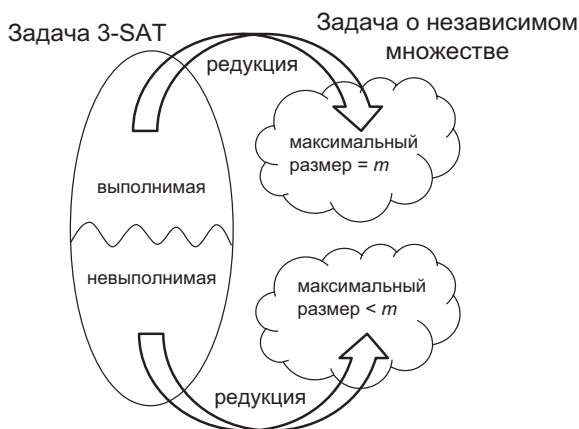 Задача 3-SAT
Задача о независимом
множестве
редукция
максимальный
размер = m
выполнимая
невыполнимая
максимальный
размер < m
редукция